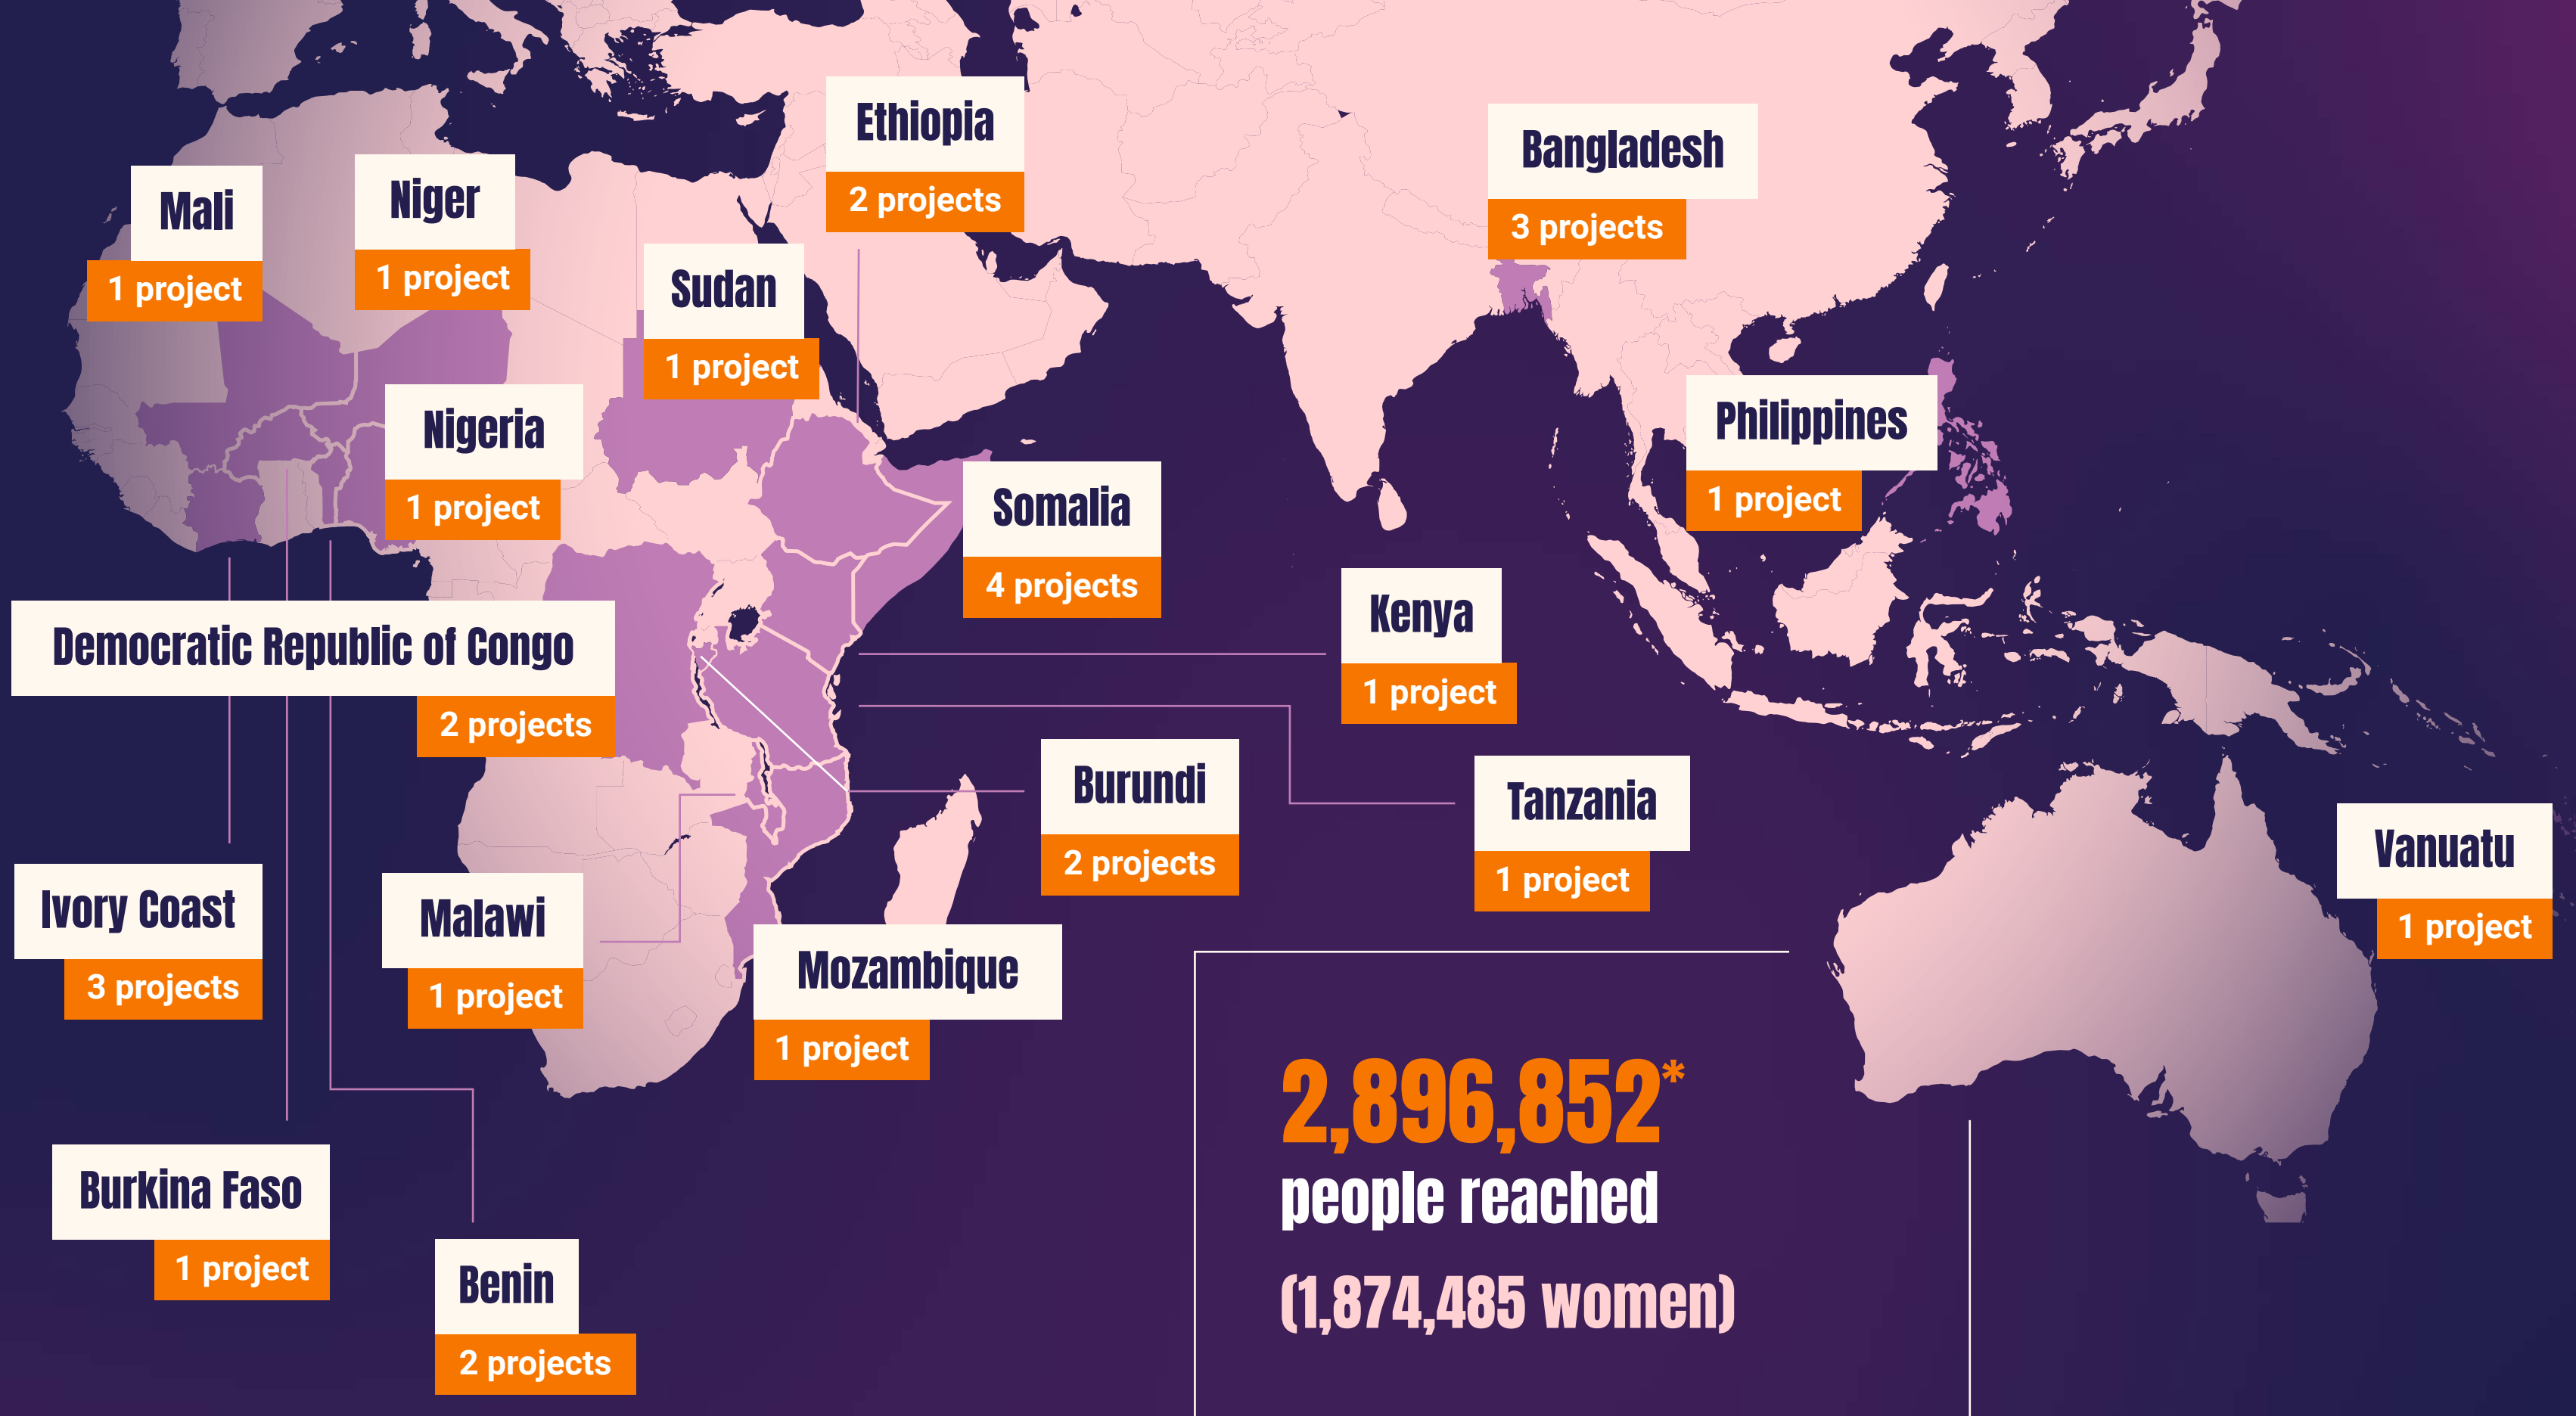 Ethiopia
2 projects
Bangladesh
3 projects
Mali
1 project
Niger
1 project
Sudan
1 project
Nigeria
1 project
Philippines
1 project
Somalia
4 projects
Kenya
1 project
Democratic Republic of Congo
2 projects
Burundi
2 projects
Tanzania
1 project
Vanuatu
1 project
Ivory Coast
3 projects
Malawi
1 project
Mozambique
1 project
2,896,852*
people reached
(1,874,485 women)
Burkina Faso
1 project
Benin
2 projects